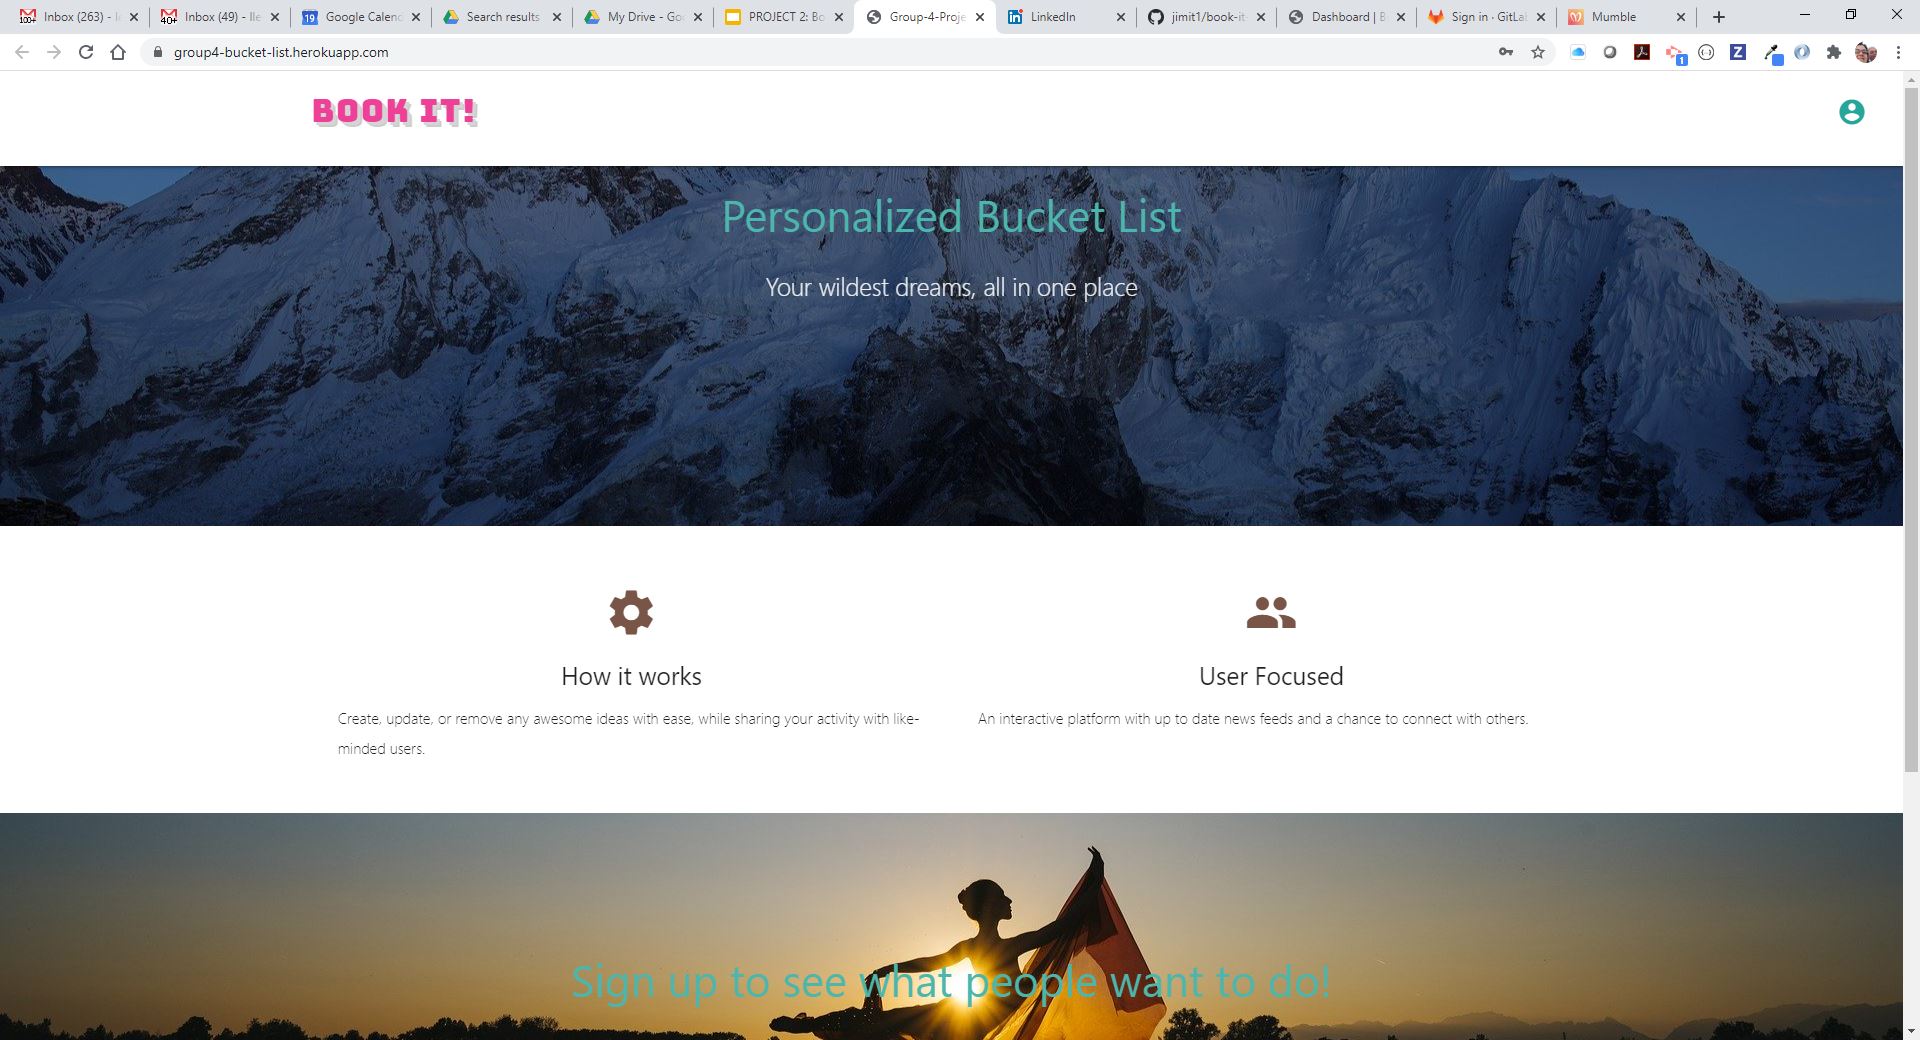 Inbox (263) - le
Inbox (49) - lle
Google Calend
Search results
My Drive - Goo
PROJECT 2: Bo
Group-4-Proje
LinkedIn
jimit1/book-it
Dashboard | B
Sign in · GitLa
Mumble
group4-bucket-list.herokuapp.com
BOOK IT!
Personalized Bucket List
Your wildest dreams, all in one place
How it works
Create, update, or remove any awesome ideas with ease, while sharing your activity with like-
minded users.
User Focused
An interactive platform with up to date news feeds and a chance to connect with others.
Sign up to see what people want to do!